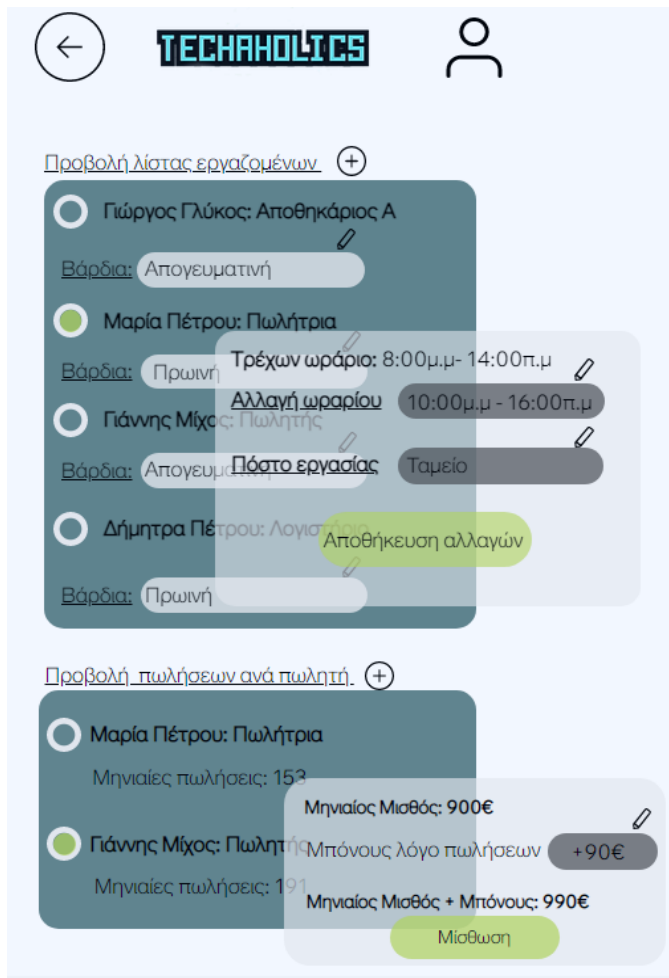 TECHAHOLICS
Προβολή λίστας εργαζομένων
Γιώργος Γλύκος: Αποθηκάριος Α
Βάρδια: Απογευματινή
Μαρία Πέτρου: Πωλήτρια
Βάρδια: Πρωινή
Γιάννης Μίχος: Πωλητής
Βάρδια: Απογευματινή
Δήμητρα Πέτρου: Λογιστήριο
Βάρδια: Πρωινή
Τρέχων ωράριο: 8:00μ.μ- 14:00π.μ
Αλλαγή ωραρίου 10:00μ.μ - 16:00π.μ
Πόστο εργασίας Ταμείο
Αποθήκευση αλλαγών
Προβολή πωλήσεων ανά πωλητή
Μαρία Πέτρου: Πωλήτρια
Μηνιαίες πωλήσεις: 153
Γιάννης Μίχος: Πωλητής
Μηνιαίες πωλήσεις: 191
Μηνιαίος Μισθός: 900€
Μπόνους λόγο πωλήσεων +90€
Μηνιαίος Μισθός + Μπόνους: 990€
Μίσθωση